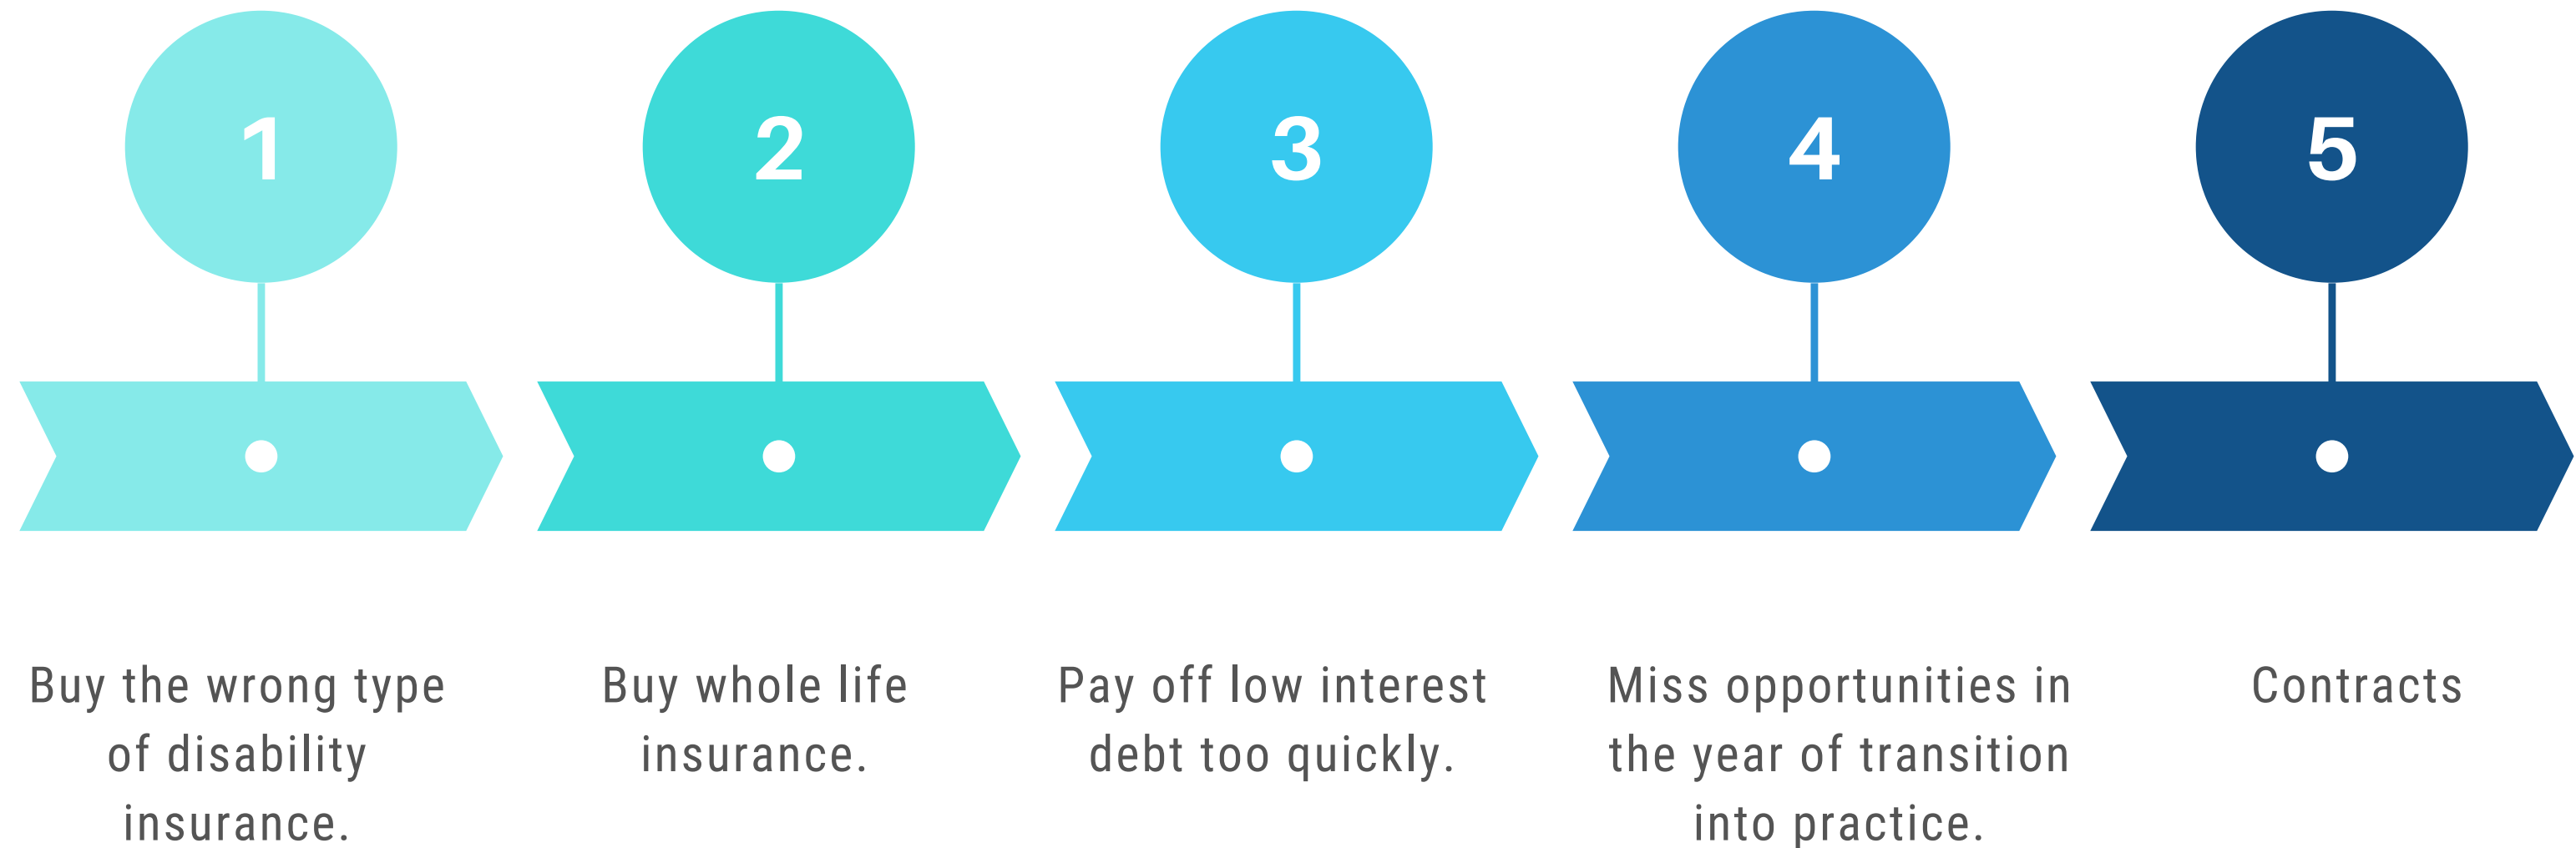 1
2
3
4
5
Buy the wrong type
of disability
insurance.
Buy whole life
insurance.
Pay off low interest
debt too quickly.
Miss opportunities in
the year of transition
into practice.
Contracts